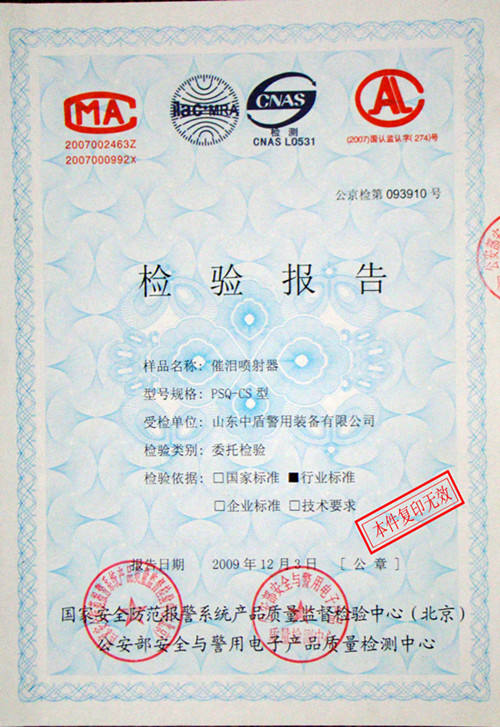 MA
ilac-MRA
CNAS
AL
检 测
CNAS L0531
2007002463Z
2007000992X
(2007)国认监认字(274)号
公京检第 093910 号
检 验 报 告
样品名称：催泪喷射器
型号规格：PSQ-CS 型
受检单位：山东中盾警用装备有限公司
检验类别：委托检验
检验依据：□国家标准 ■行业标准
□企业标准 □技术要求
本件复印无效
报告日期 2009 年 12 月 3 日 〔 公 章 〕
国家安全防范报警系统产品质量监督检验中心（北京）
公安部安全与警用电子产品质量检测中心